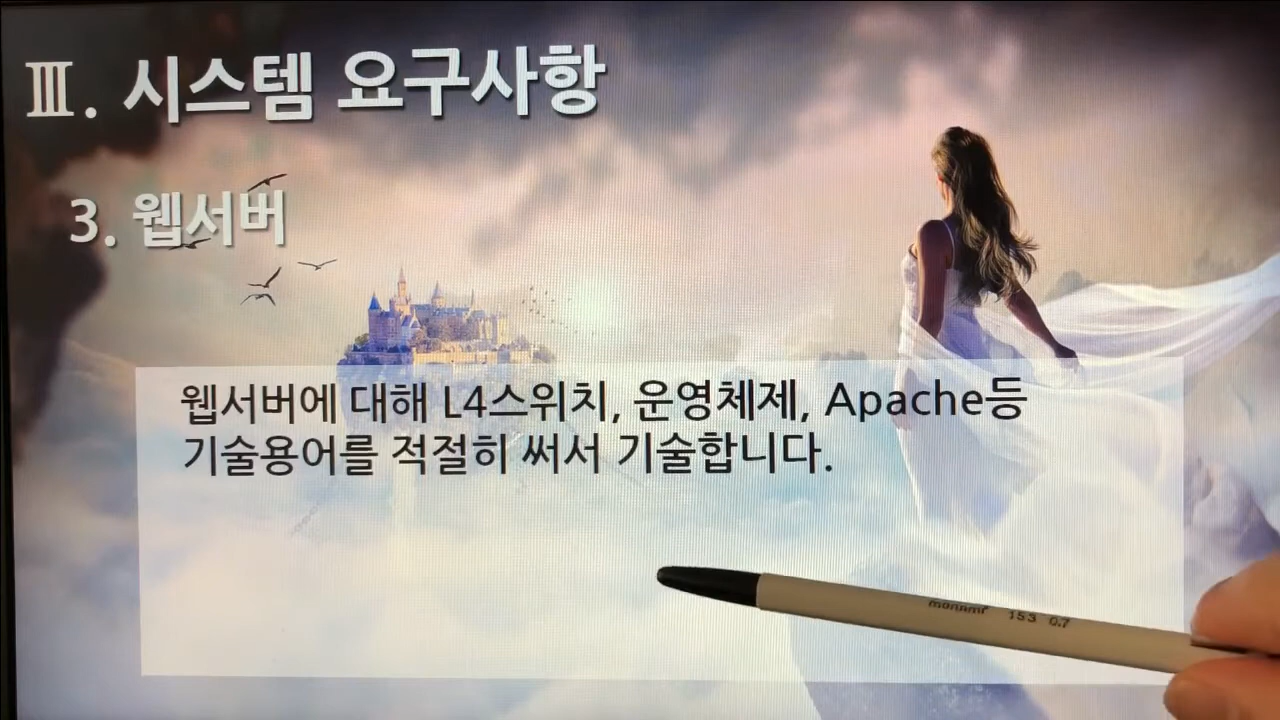 Ⅲ. 시스템 요구사항
3. 웹서버
웹서버에 대해 L4스위치, 운영체제, Apache등
기술용어를 적절히 써서 기술합니다.
monami 153 0.7